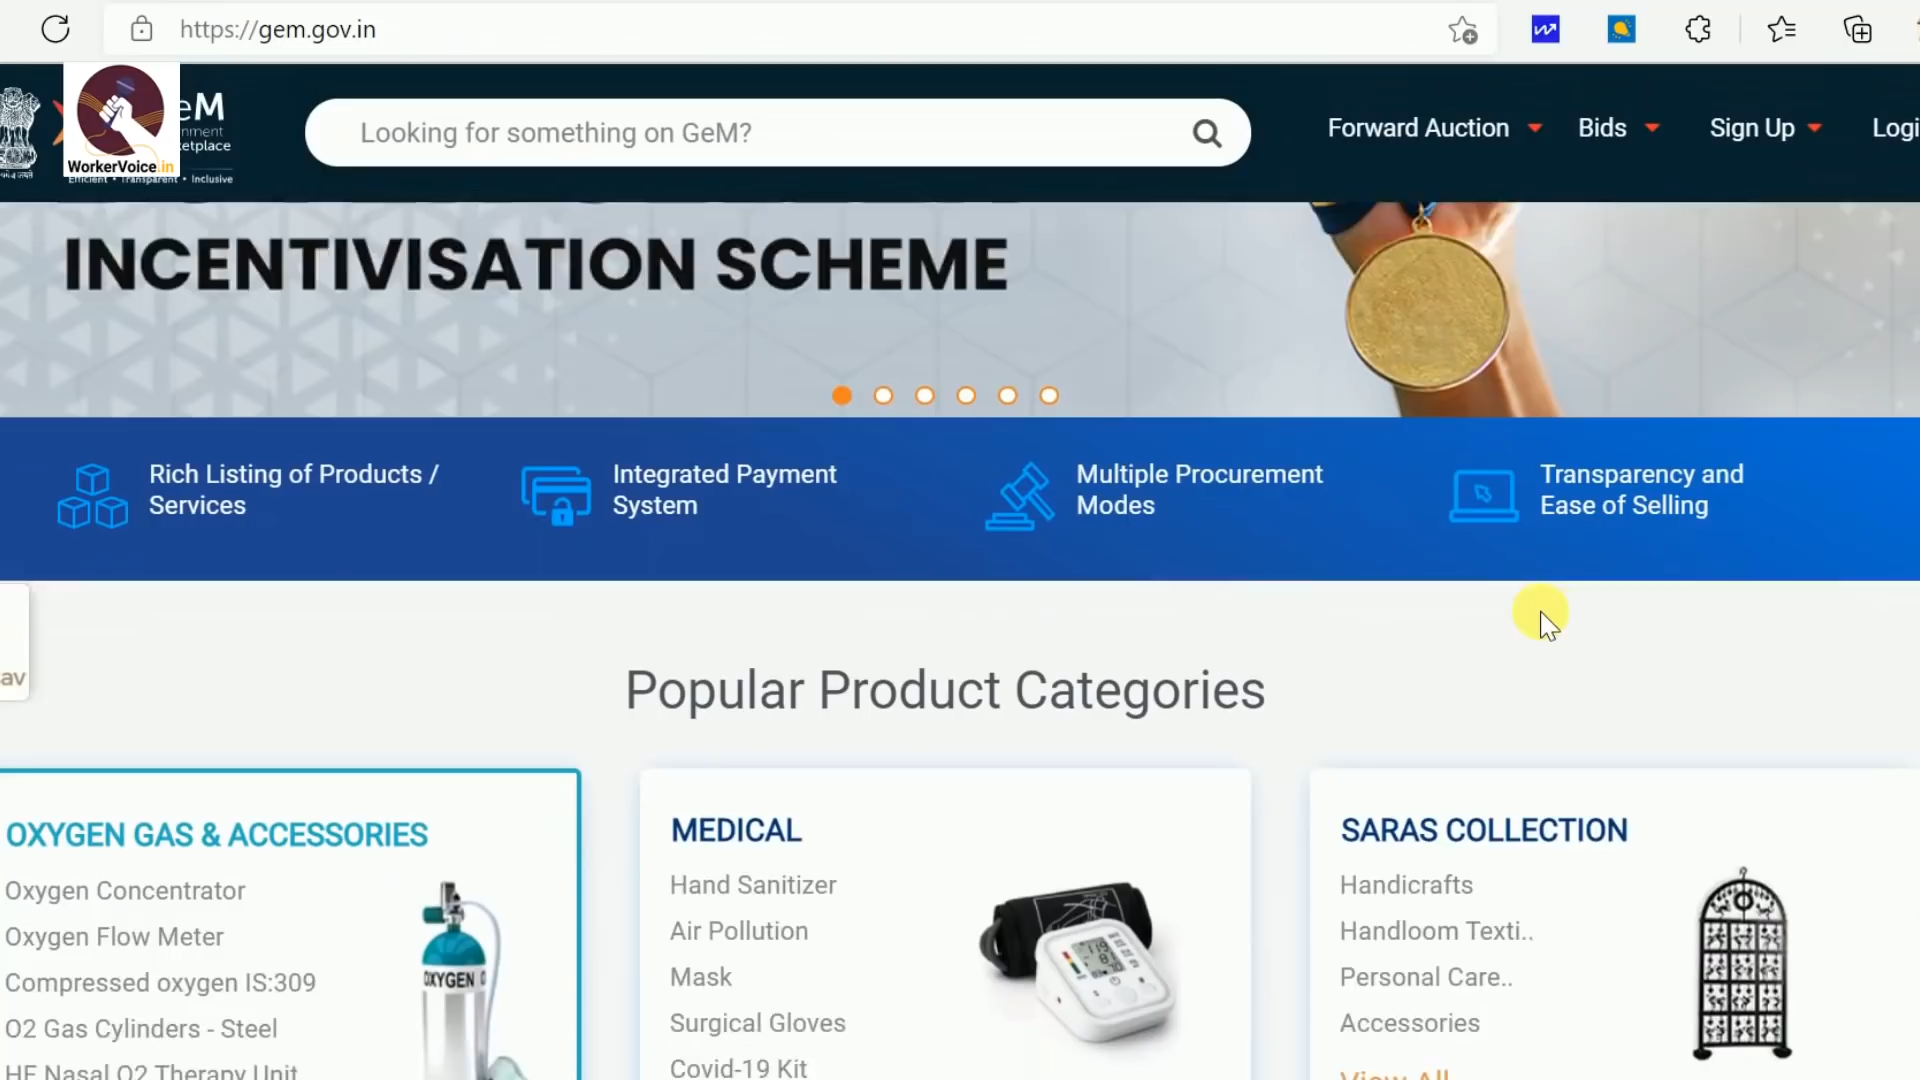 https://gem.gov.in
eM
rnment
etplace
WorkerVoice.in
Efficient • Transparent • Inclusive
Looking for something on GeM?
Forward Auction
Bids
Sign Up
Logi
INCENTIVISATION SCHEME
Rich Listing of Products /
Services
Integrated Payment
System
Multiple Procurement
Modes
Transparency and
Ease of Selling
av
Popular Product Categories
OXYGEN GAS & ACCESSORIES
Oxygen Concentrator
Oxygen Flow Meter
Compressed oxygen IS:309
O2 Gas Cylinders - Steel
HF Nasal O2 Therapy Unit
OXYGEN
MEDICAL
Hand Sanitizer
Air Pollution
Mask
Surgical Gloves
Covid-19 Kit
SARAS COLLECTION
Handicrafts
Handloom Texti..
Personal Care..
Accessories
View All